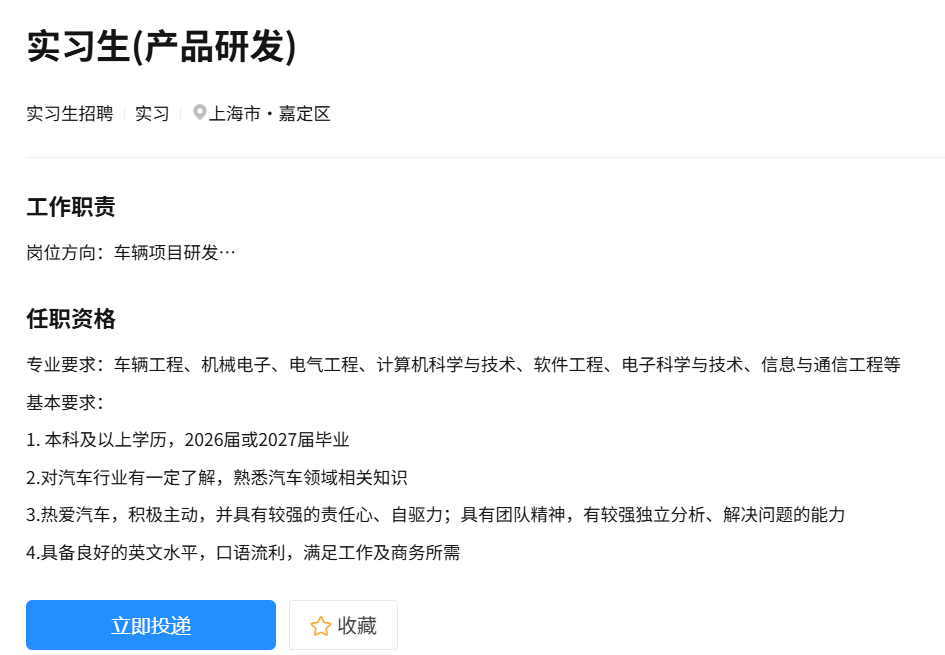 实习生(产品研发)
实习生招聘 实习 上海市·嘉定区
工作职责
岗位方向：车辆项目研发…
任职资格
专业要求：车辆工程、机械电子、电气工程、计算机科学与技术、软件工程、电子科学与技术、信息与通信工程等
基本要求：
1. 本科及以上学历，2026届或2027届毕业
2.对汽车行业有一定了解，熟悉汽车领域相关知识
3.热爱汽车，积极主动，并具有较强的责任心、自驱力；具有团队精神，有较强独立分析、解决问题的能力
4.具备良好的英文水平，口语流利，满足工作及商务所需
立即投递 收藏